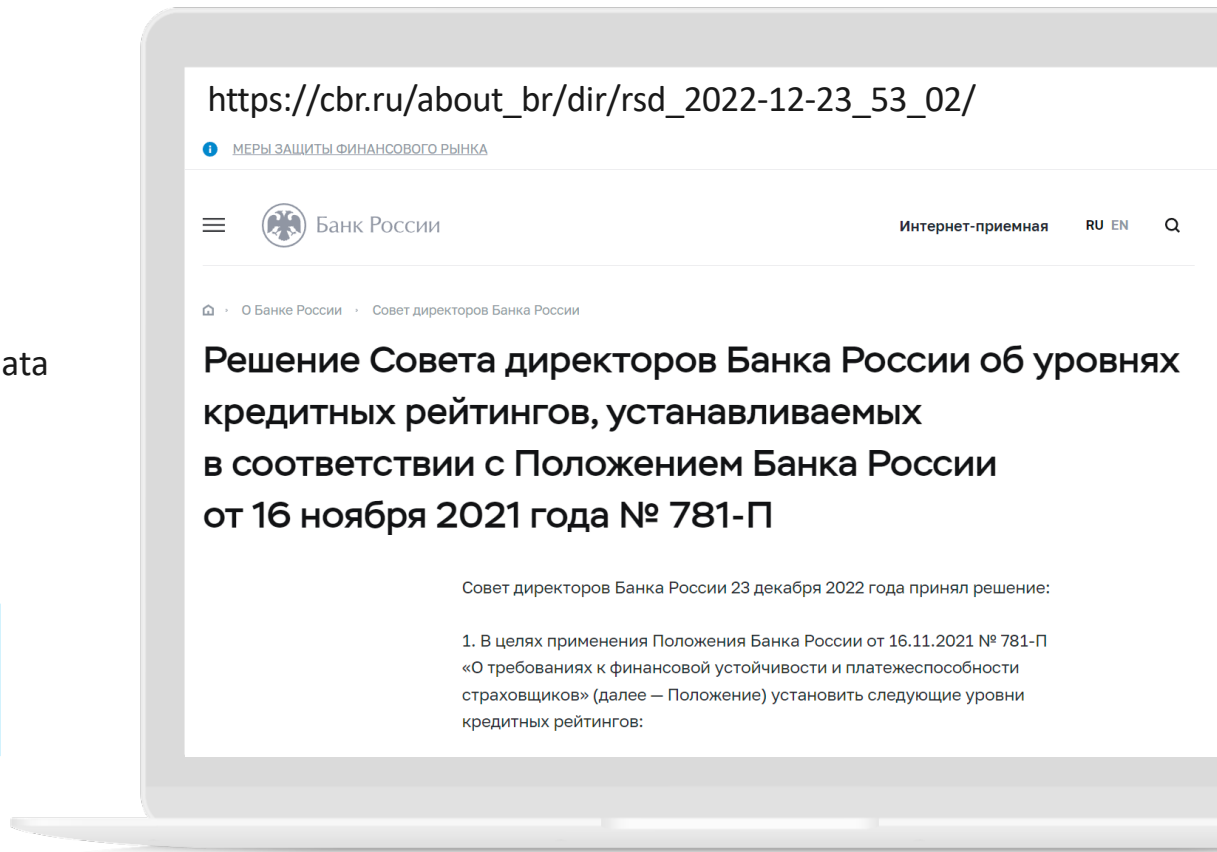 https://cbr.ru/about_br/dir/rsd_2022-12-23_53_02/
МЕРЫ ЗАЩИТЫ ФИНАНСОВОГО РЫНКА
Банк России
Интернет-приемная RU EN
О Банке России · Совет директоров Банка России
ata
Решение Совета директоров Банка России об уровнях
кредитных рейтингов, устанавливаемых
в соответствии с Положением Банка России
от 16 ноября 2021 года № 781-П
Совет директоров Банка России 23 декабря 2022 года принял решение:
1. В целях применения Положения Банка России от 16.11.2021 № 781-П
«О требованиях к финансовой устойчивости и платежеспособности
страховщиков» (далее — Положение) установить следующие уровни
кредитных рейтингов: